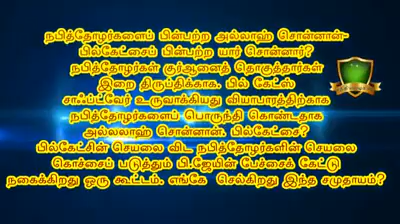 நபித்தோழர்களைப் பின்பற்ற அல்லாஹ் சொன்னான்-
பில்கேட்சைப் பின்பற்ற யார் சொன்னார்?
நபித்தோழர்கள் குர்ஆனைத் தொகுத்தார்கள்
இறை திருப்திக்காக. பில் கேட்ஸ்
சாஃப்ட்வேர் உருவாக்கியது வியாபாரத்திற்காக
நபித்தோழர்களைப் பொருந்தி கொண்டதாக
அல்லலாஹ் சொன்னான். பில்கேட்சை?
பில்கேட்சின் செயலை விட நபித்தோழர்களின் செயலை
கொச்சைப் படுத்தும் பி.ஜேயின் பேச்சைக் கேட்டு
நகைக்கிறது ஒரு கூட்டம். எங்கே செல்கிறது இந்த சமுதாயம்?